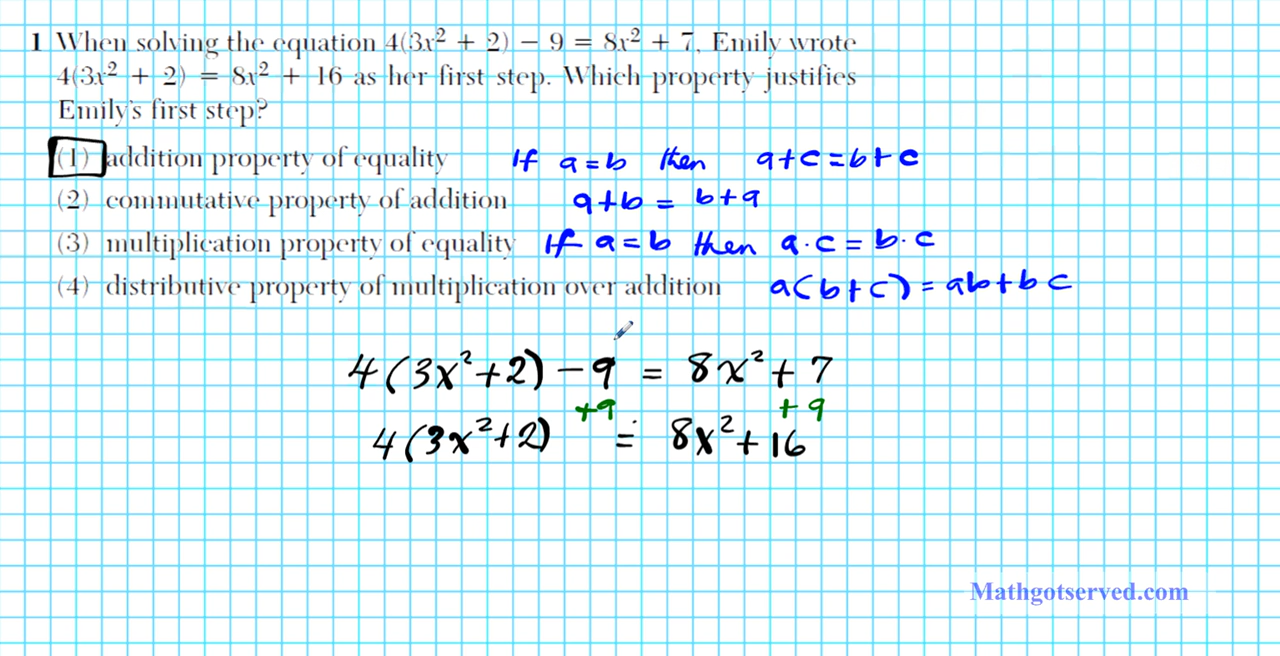 1 When solving the equation 4(3x² + 2) − 9 = 8x² + 7, Emily wrote
4(3x² + 2) = 8x² + 16 as her first step. Which property justifies
Emily's first step?
(1) addition property of equality If a=b then a+c=b+c
(2) commutative property of addition a+b = b+a
(3) multiplication property of equality If a=b then a·c=b·c
(4) distributive property of multiplication over addition a(b+c)=ab+bc
4(3x²+2)−9 = 8x²+7
+9 +9
4(3x²+2) = 8x²+16
Mathgotserved.com